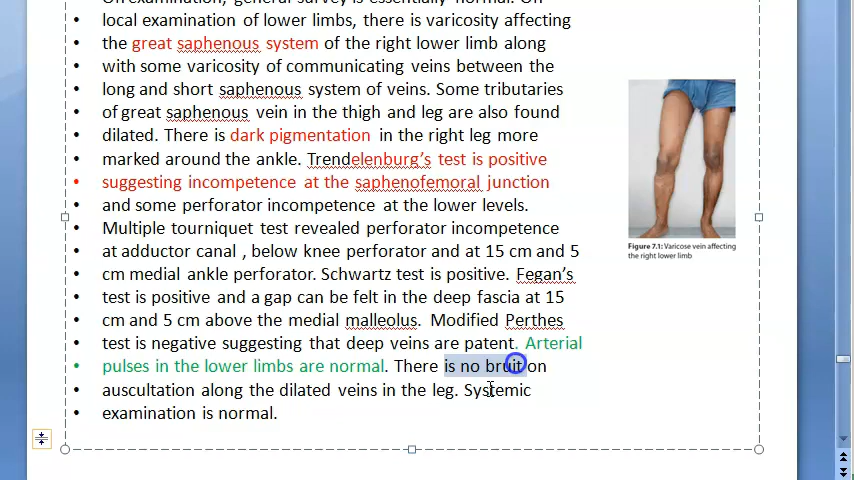 On examination, general survey is essentially normal. On
• local examination of lower limbs, there is varicosity affecting
• the great saphenous system of the right lower limb along
• with some varicosity of communicating veins between the
• long and short saphenous system of veins. Some tributaries
• of great saphenous vein in the thigh and leg are also found
• dilated. There is dark pigmentation in the right leg more
• marked around the ankle. Trendelenburg’s test is positive
• suggesting incompetence at the saphenofemoral junction
• and some perforator incompetence at the lower levels.
• Multiple tourniquet test revealed perforator incompetence
• at adductor canal , below knee perforator and at 15 cm and 5
• cm medial ankle perforator. Schwartz test is positive. Fegan’s
• test is positive and a gap can be felt in the deep fascia at 15
• cm and 5 cm above the medial malleolus. Modified Perthes
• test is negative suggesting that deep veins are patent. Arterial
• pulses in the lower limbs are normal. There is no bruit on
• auscultation along the dilated veins in the leg. Systemic
• examination is normal.
Figure 7.1: Varicose vein affecting
the right lower limb